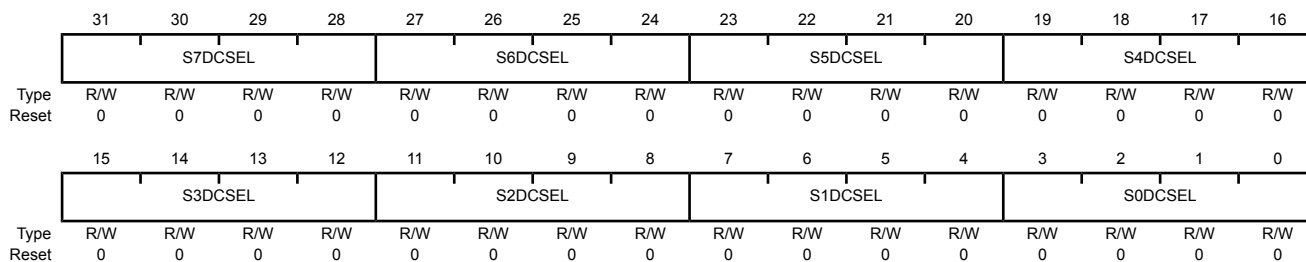 31 30 29 28 27 26 25 24 23 22 21 20 19 18 17 16
S7DCSEL S6DCSEL S5DCSEL S4DCSEL
Type R/W R/W R/W R/W R/W R/W R/W R/W R/W R/W R/W R/W R/W R/W R/W R/W
Reset 0 0 0 0 0 0 0 0 0 0 0 0 0 0 0 0
15 14 13 12 11 10 9 8 7 6 5 4 3 2 1 0
S3DCSEL S2DCSEL S1DCSEL S0DCSEL
Type R/W R/W R/W R/W R/W R/W R/W R/W R/W R/W R/W R/W R/W R/W R/W R/W
Reset 0 0 0 0 0 0 0 0 0 0 0 0 0 0 0 0